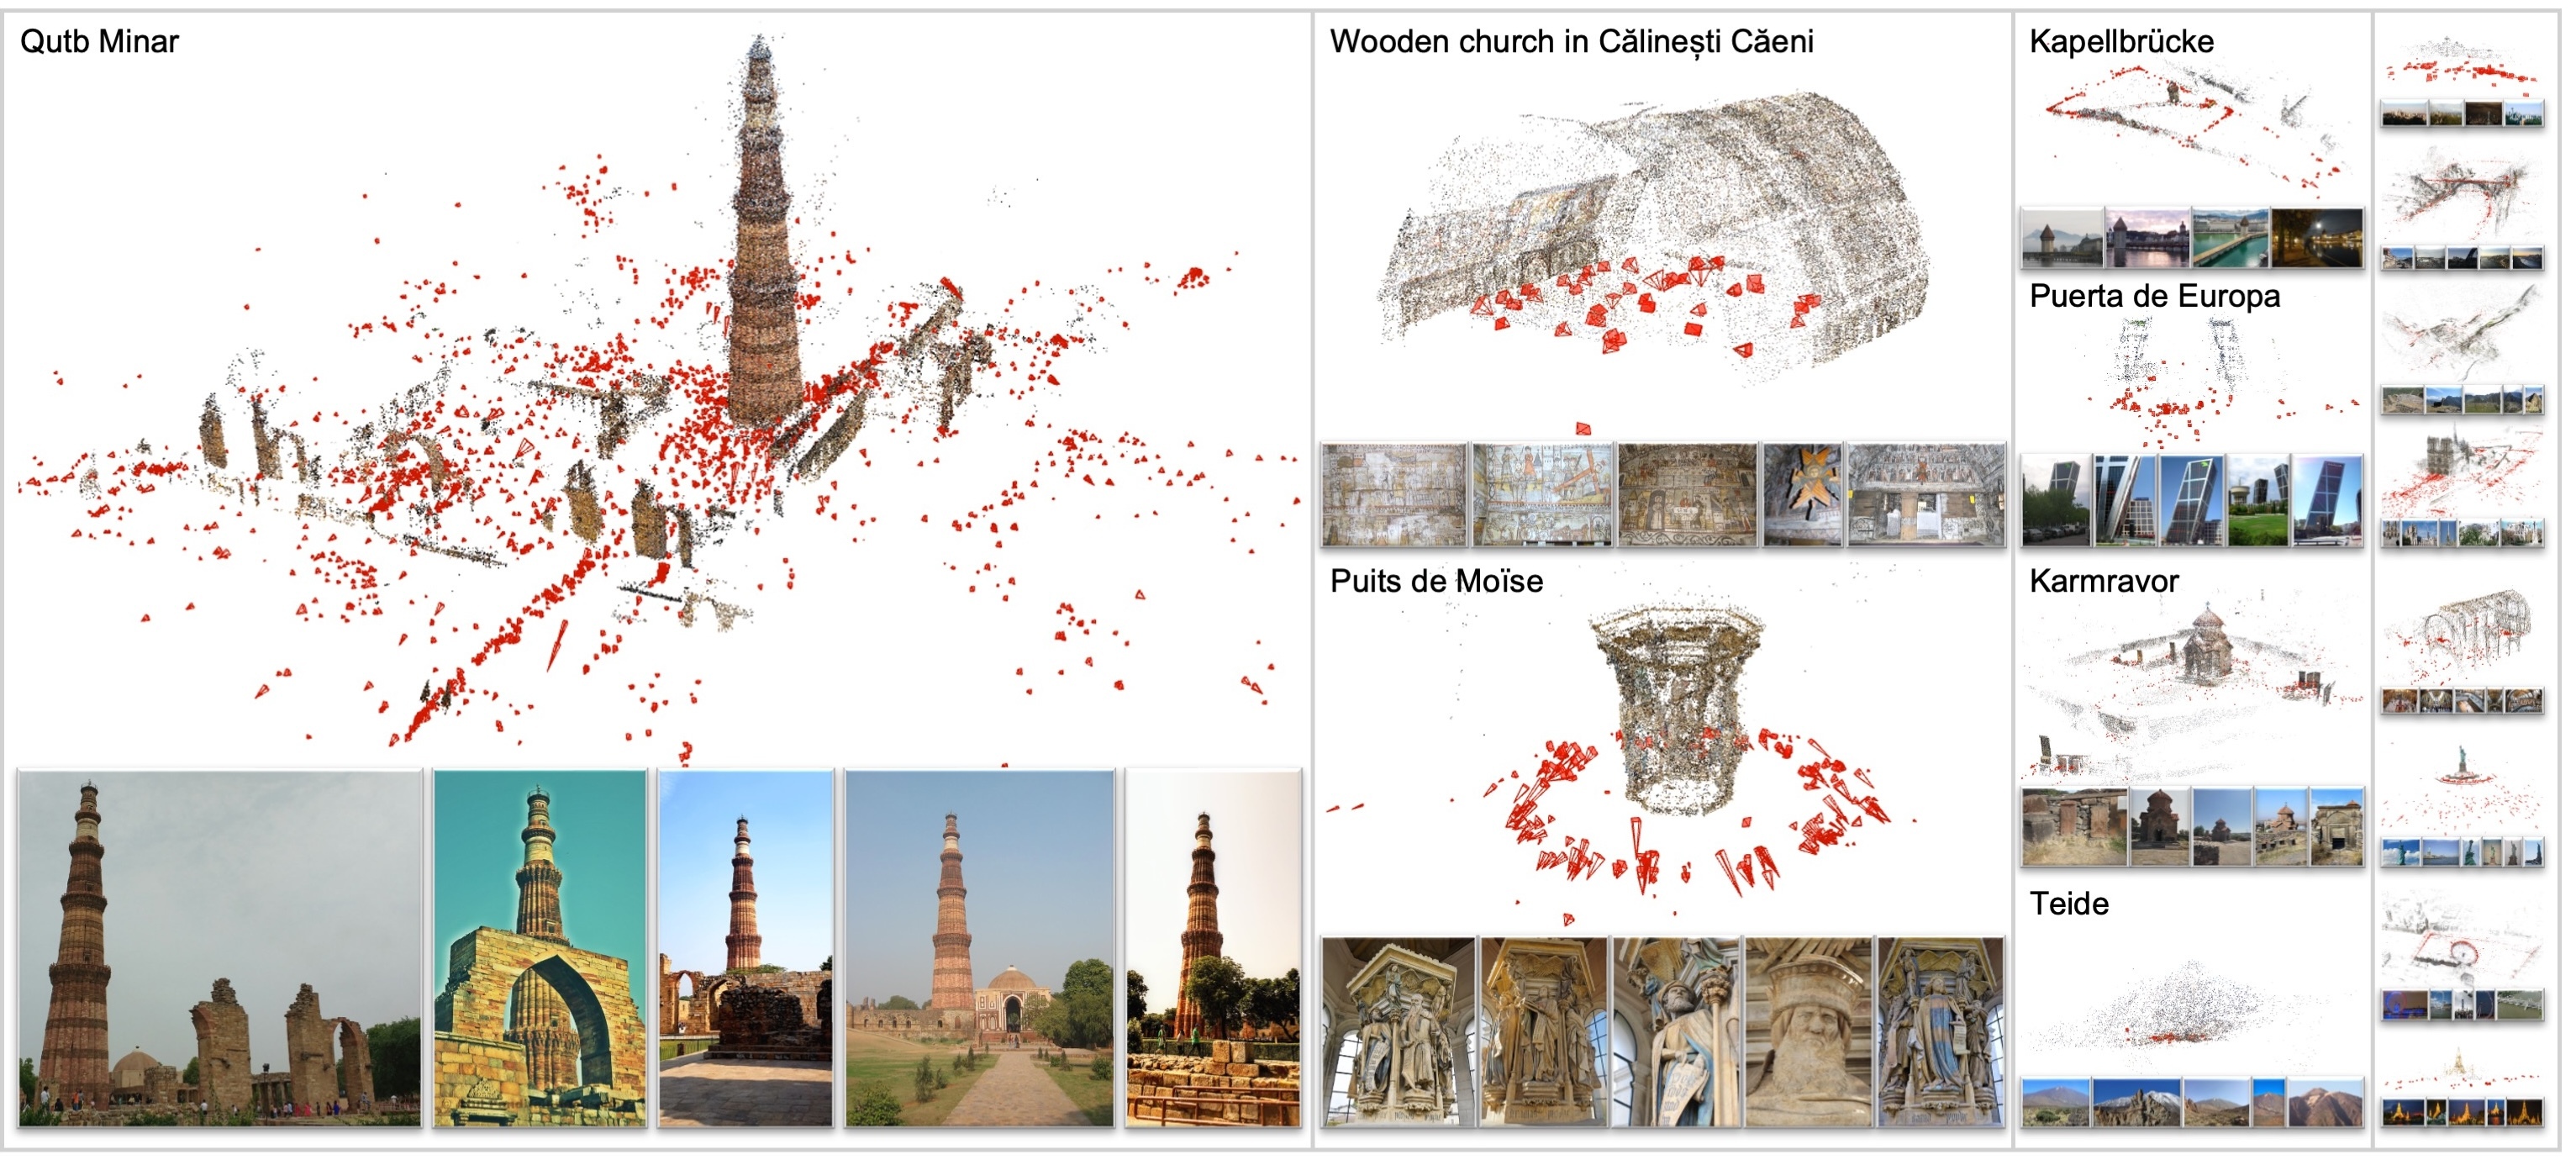 Qutb Minar
Wooden church in Călinești Căeni
Puits de Moïse
Kapellbrücke
Puerta de Europa
Karmravor
Teide